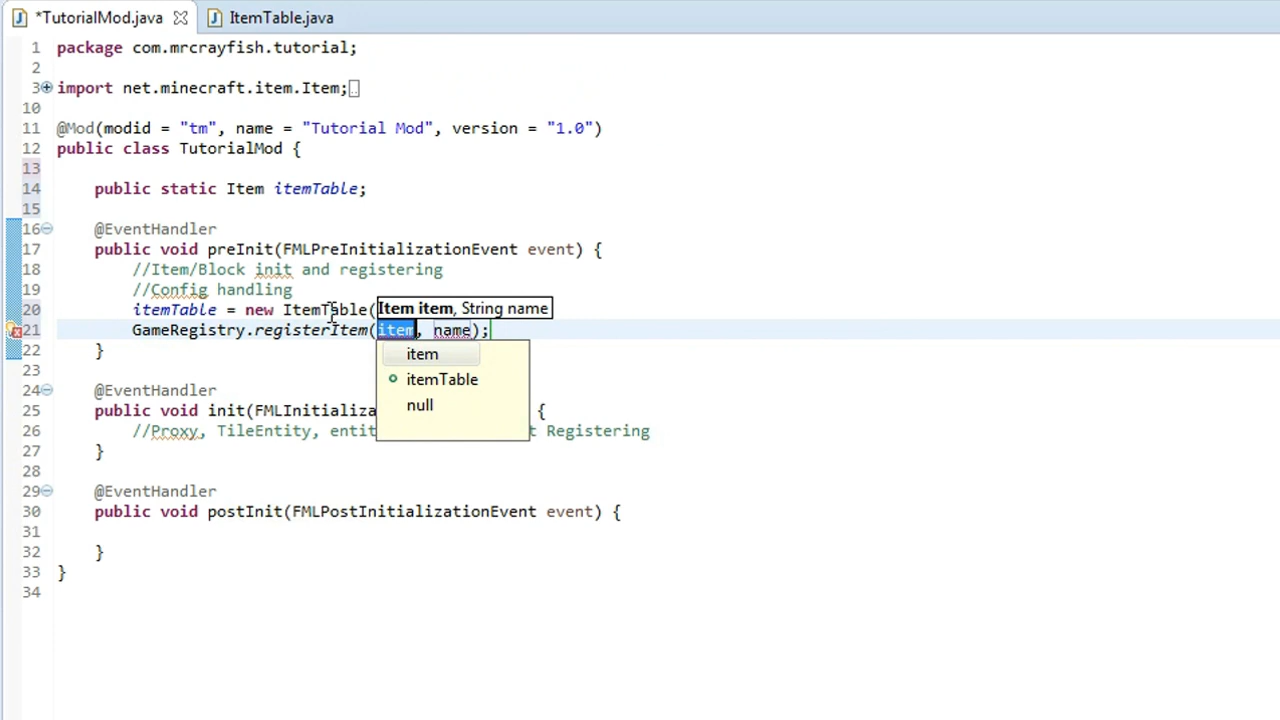 *TutorialMod.java ItemTable.java
1 package com.mrcrayfish.tutorial;
2
3 import net.minecraft.item.Item;
10
11 @Mod(modid = "tm", name = "Tutorial Mod", version = "1.0")
12 public class TutorialMod {
13
14 public static Item itemTable;
15
16 @EventHandler
17 public void preInit(FMLPreInitializationEvent event) {
18 //Item/Block init and registering
19 //Config handling
20 itemTable = new ItemTable( Item item, String name
21 GameRegistry.registerItem(item, name);
item
itemTable
null
22 }
23
24 @EventHandler
25 public void init(FMLInitializa {
26 //Proxy, TileEntity, entit t Registering
27 }
28
29 @EventHandler
30 public void postInit(FMLPostInitializationEvent event) {
31
32 }
33 }
34